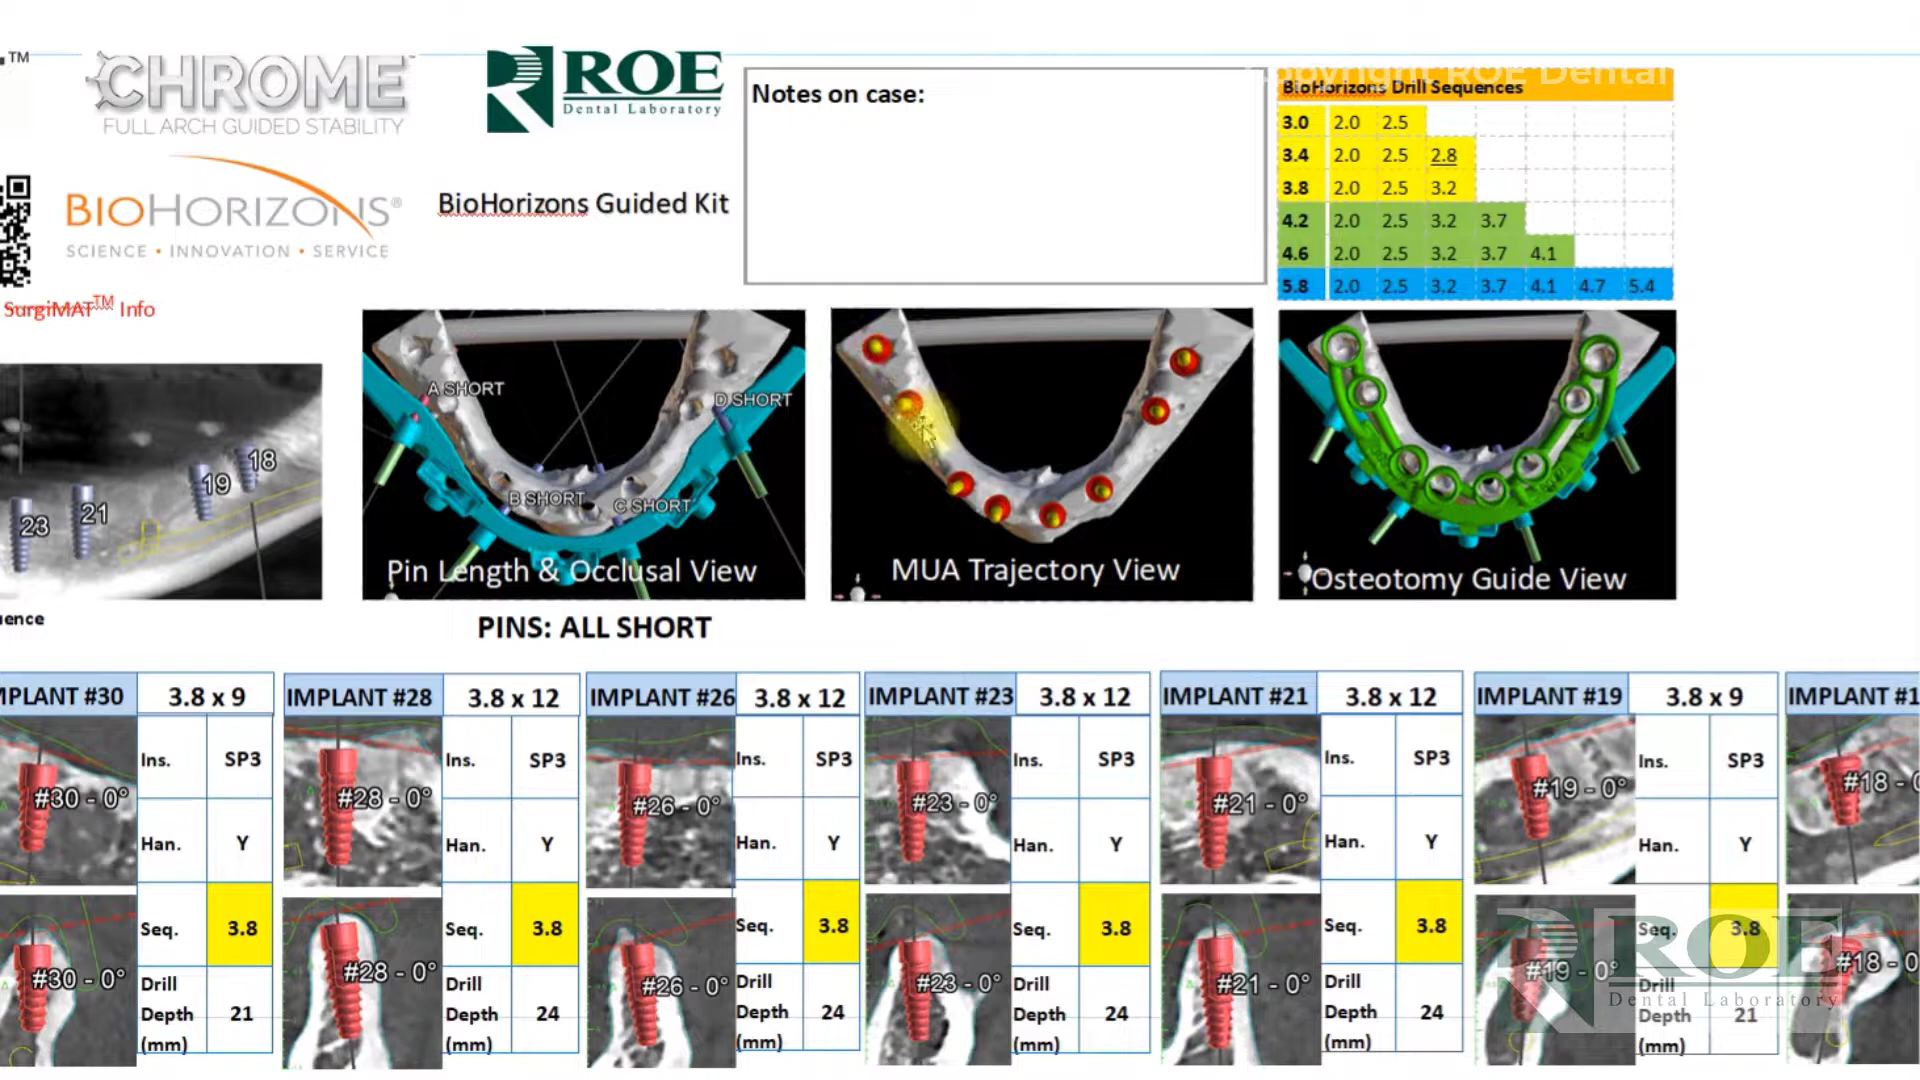 TM
CHROME
FULL ARCH GUIDED STABILITY
ROE
Dental Laboratory
BIOHORIZONS®
SCIENCE • INNOVATION • SERVICE
BioHorizons Guided Kit
SurgiMAT™ Info
Notes on case:
Copyright ROE Dental
BioHorizons Drill Sequences
3.0 2.0 2.5
3.4 2.0 2.5 2.8
3.8 2.0 2.5 3.2
4.2 2.0 2.5 3.2 3.7
4.6 2.0 2.5 3.2 3.7 4.1
5.8 2.0 2.5 3.2 3.7 4.1 4.7 5.4
23 21 19 18
A SHORT
B SHORT
C SHORT
D SHORT
Pin Length & Occlusal View
MUA Trajectory View
Osteotomy Guide View
PINS: ALL SHORT
IMPLANT #30 3.8 x 9
#30 - 0°
Ins. SP3
Han. Y
#30 - 0°
Seq. 3.8
Drill
Depth 21
(mm)
IMPLANT #28 3.8 x 12
#28 - 0°
Ins. SP3
Han. Y
#28 - 0°
Seq. 3.8
Drill
Depth 24
(mm)
IMPLANT #26 3.8 x 12
#26 - 0°
Ins. SP3
Han. Y
#26 - 0°
Seq. 3.8
Drill
Depth 24
(mm)
IMPLANT #23 3.8 x 12
#23 - 0°
Ins. SP3
Han. Y
#23 - 0°
Seq. 3.8
Drill
Depth 24
(mm)
IMPLANT #21 3.8 x 12
#21 - 0°
Ins. SP3
Han. Y
#21 - 0°
Seq. 3.8
Drill
Depth 24
(mm)
IMPLANT #19 3.8 x 9
#19 - 0°
Ins. SP3
Han. Y
#19 - 0°
Seq. 3.8
Drill
Depth 21
(mm)
IMPLANT #1
#18 - 0
#18 - 0
ROE
Dental Laboratory